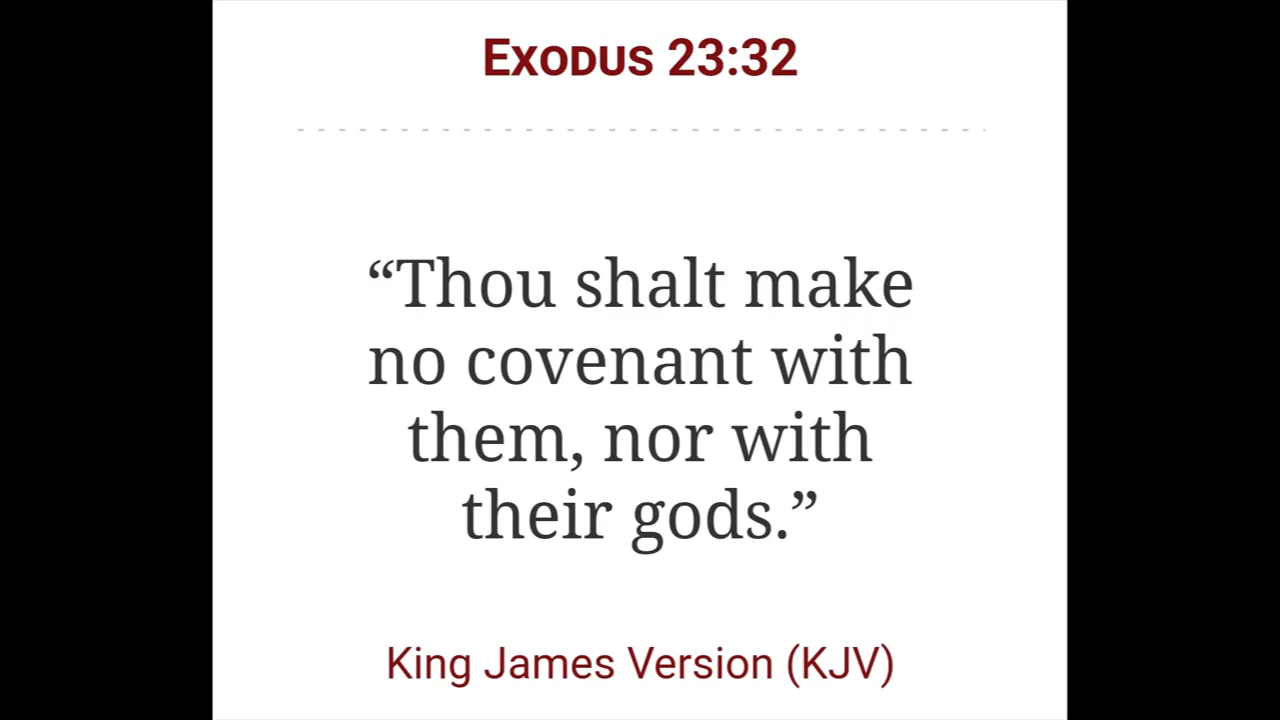 Exodus 23:32
“Thou shalt make
no covenant with
them, nor with
their gods.”
King James Version (KJV)